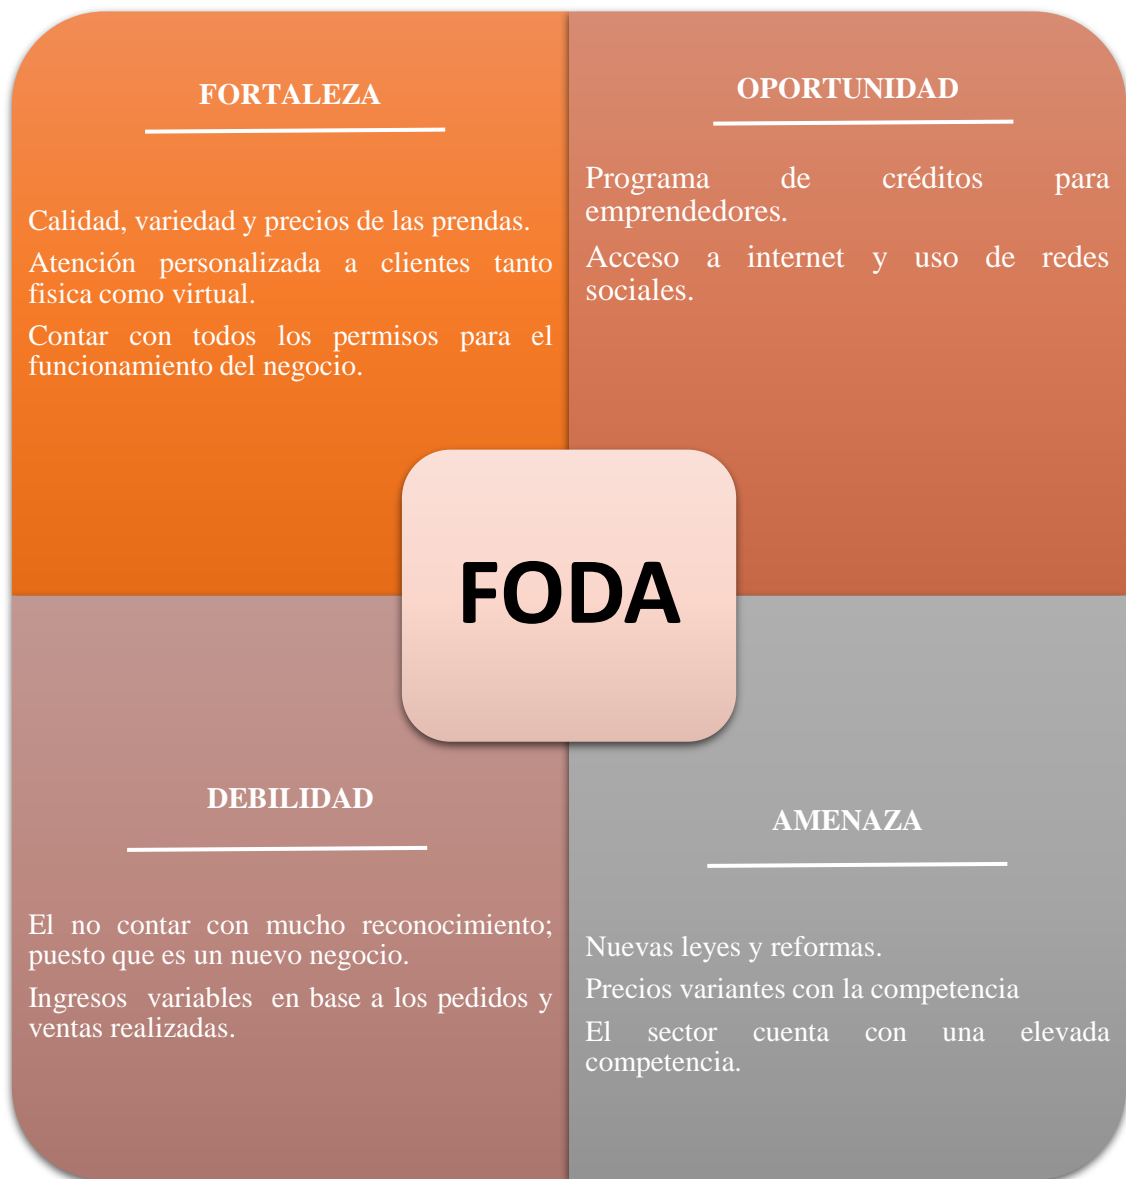 FORTALEZA
Calidad, variedad y precios de las prendas.
Atención personalizada a clientes tanto
fisica como virtual.
Contar con todos los permisos para el
funcionamiento del negocio.
OPORTUNIDAD
Programa de créditos para
emprendedores.
Acceso a internet y uso de redes
sociales.
FODA
DEBILIDAD
El no contar con mucho reconocimiento;
puesto que es un nuevo negocio.
Ingresos variables en base a los pedidos y
ventas realizadas.
AMENAZA
Nuevas leyes y reformas.
Precios variantes con la competencia
El sector cuenta con una elevada
competencia.